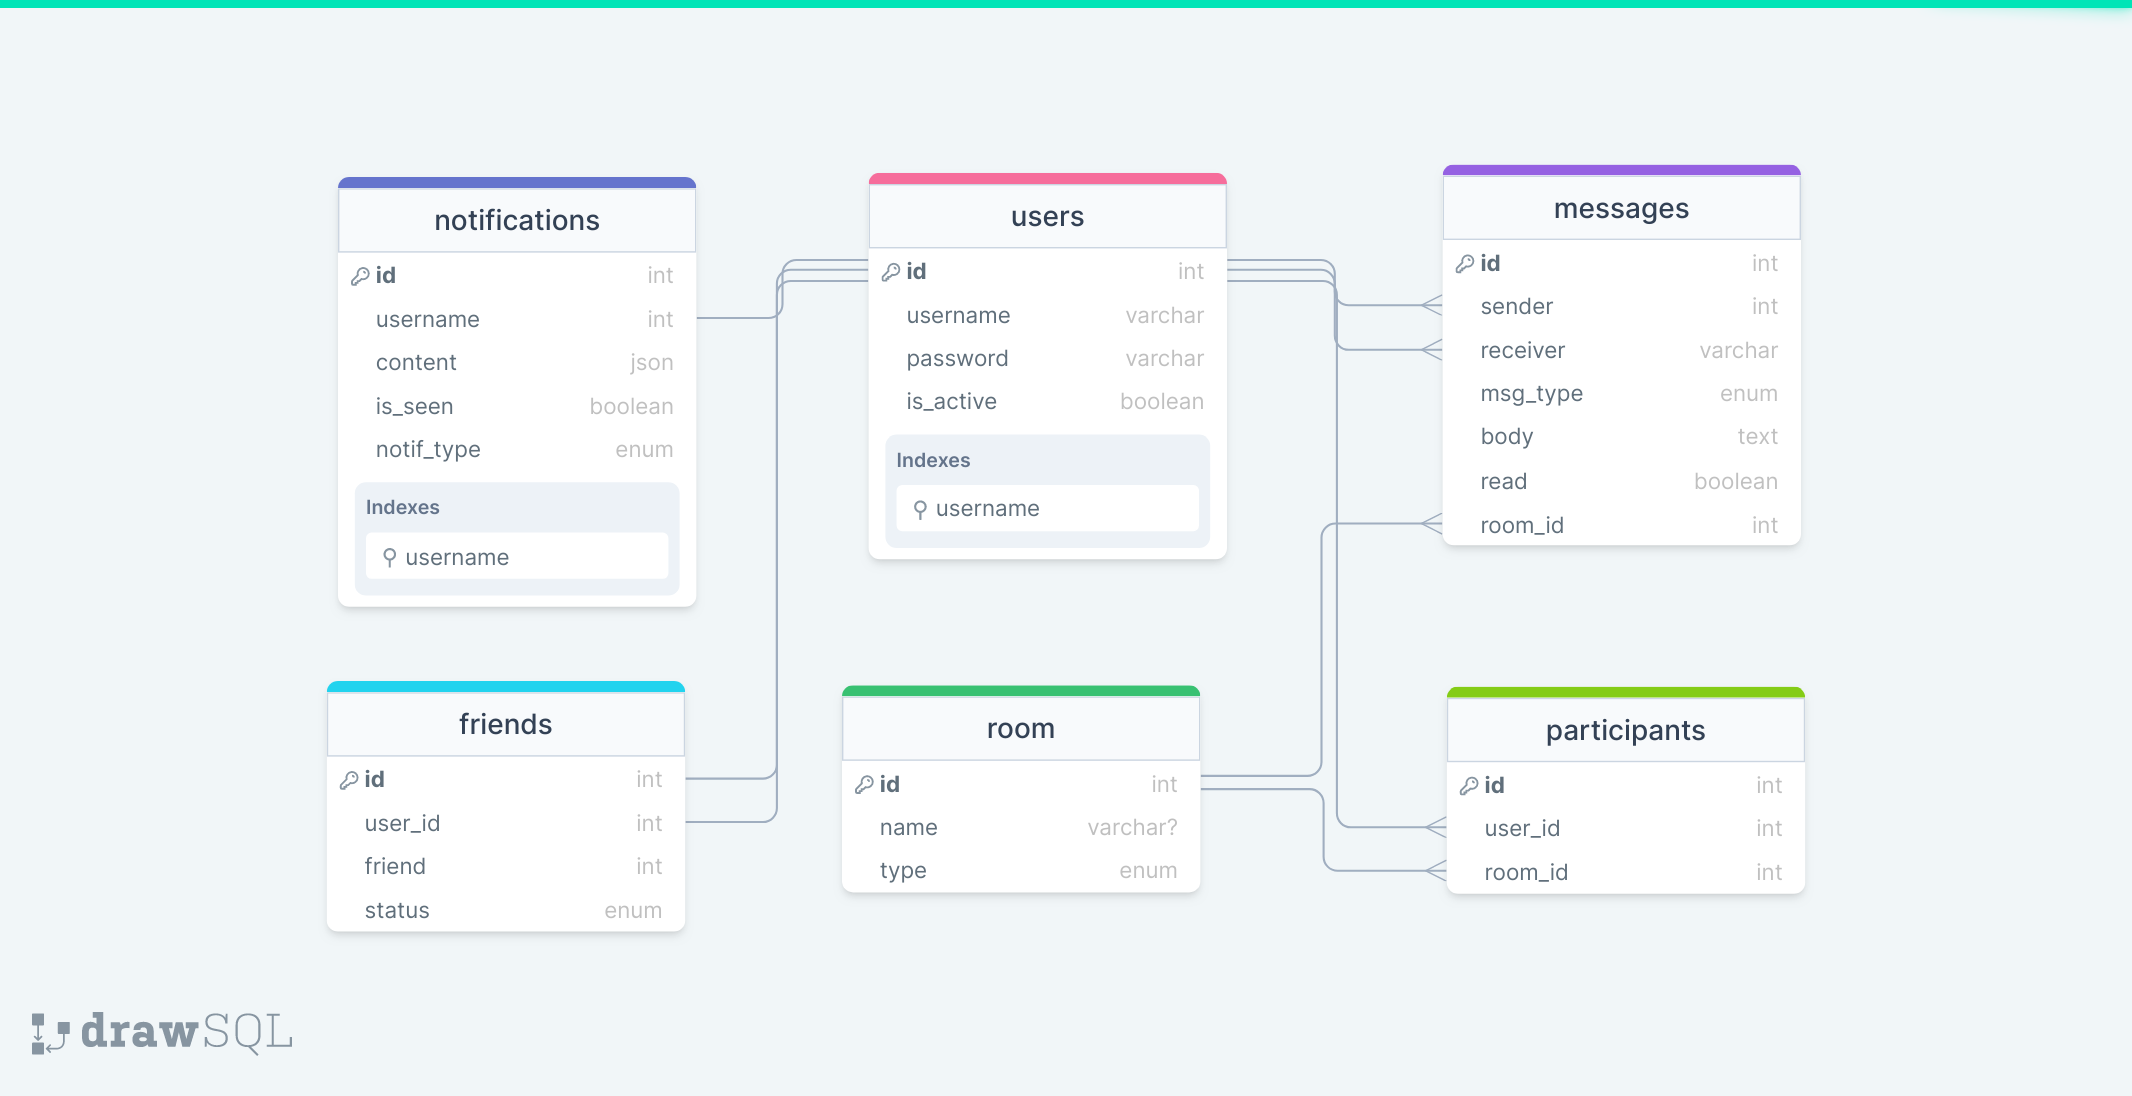 notifications
id int
username int
content json
is_seen boolean
notif_type enum
Indexes
username
users
id int
username varchar
password varchar
is_active boolean
Indexes
username
messages
id int
sender int
receiver varchar
msg_type enum
body text
read boolean
room_id int
friends
id int
user_id int
friend int
status enum
room
id int
name varchar?
type enum
participants
id int
user_id int
room_id int
drawSQL